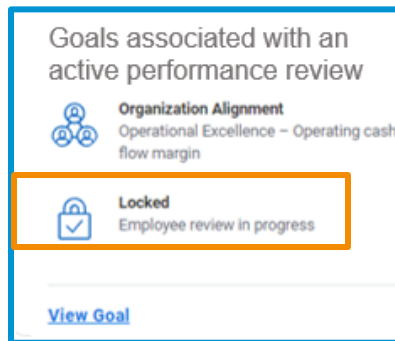 Goals associated with an
active performance review
Organization Alignment
Operational Excellence – Operating cash
flow margin
Locked
Employee review in progress
View Goal